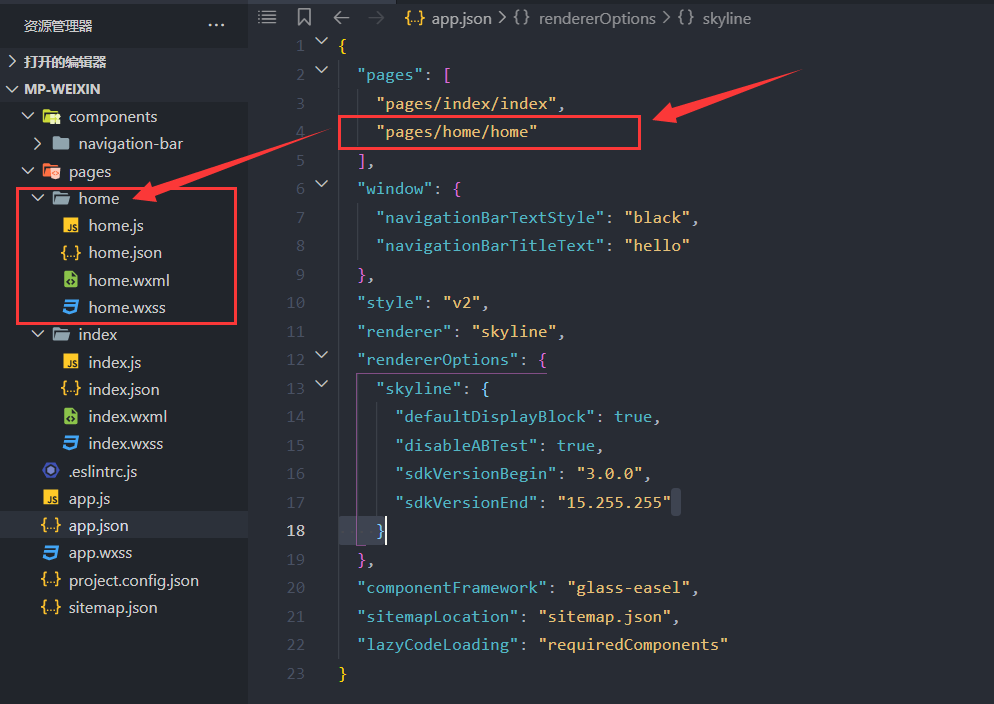 资源管理器 ...
打开的编辑器
MP-WEIXIN
components
navigation-bar
pages
home
home.js
home.json
home.wxml
home.wxss
index
index.js
index.json
index.wxml
index.wxss
.eslintrc.js
app.js
app.json
app.wxss
project.config.json
sitemap.json
{..} app.json > {} rendererOptions > {} skyline
1 {
2 "pages": [
3 "pages/index/index",
4 "pages/home/home"
5 ],
6 "window": {
7 "navigationBarTextStyle": "black",
8 "navigationBarTitleText": "hello"
9 },
10 "style": "v2",
11 "renderer": "skyline",
12 "rendererOptions": {
13 "skyline": {
14 "defaultDisplayBlock": true,
15 "disableABTest": true,
16 "sdkVersionBegin": "3.0.0",
17 "sdkVersionEnd": "15.255.255"
18 }
19 },
20 "componentFramework": "glass-easel",
21 "sitemapLocation": "sitemap.json",
22 "lazyCodeLoading": "requiredComponents"
23 }